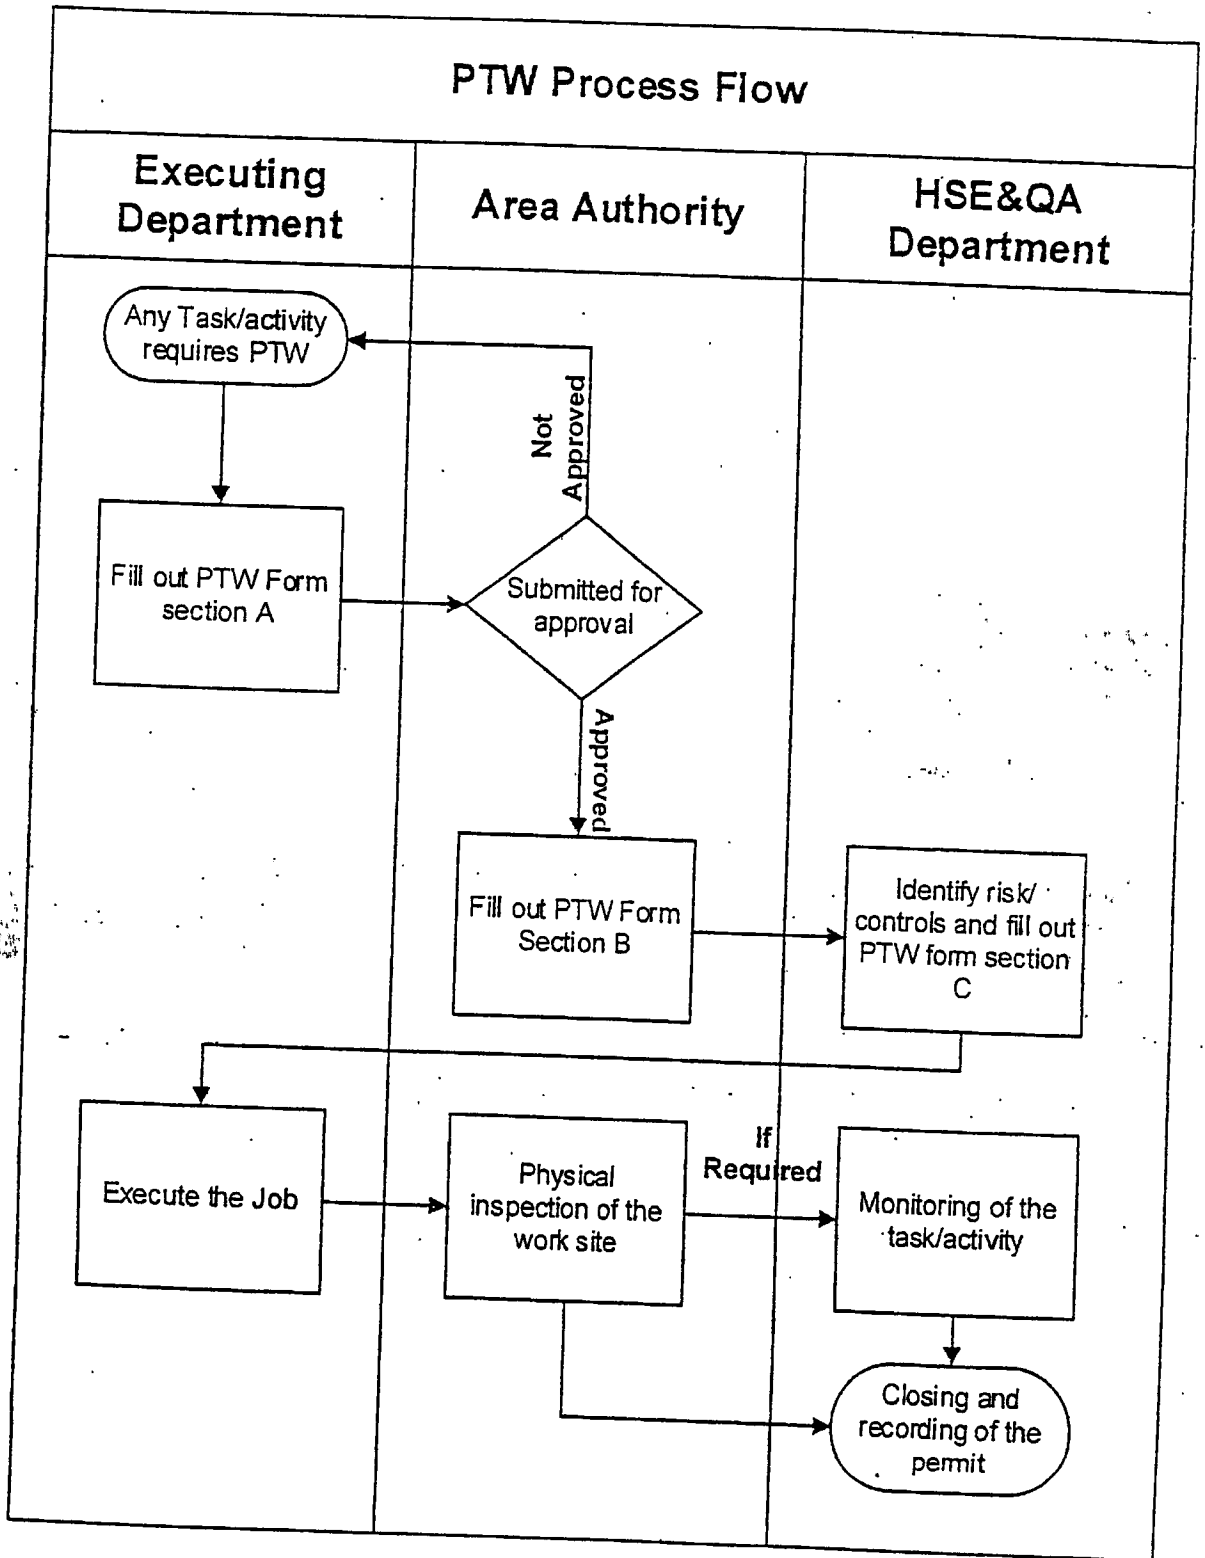 PTW Process Flow
Executing
Department
Area Authority
HSE&QA
Department
Any Task/activity
requires PTW
Not
Approved
Fill out PTW Form
section A
Submitted for
approval
Approved
Fill out PTW Form
Section B
Identify risk/
controls and fill out
PTW form section
C
Execute the Job
Physical
inspection of the
work site
If
Required
Monitoring of the
task/activity
Closing and
recording of the
permit